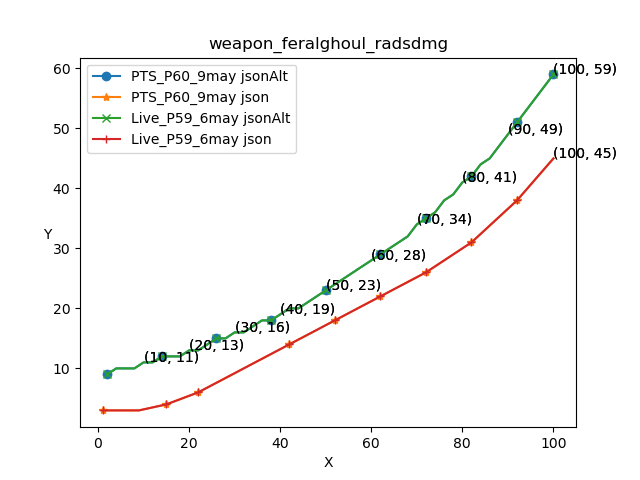 weapon_feralghoul_radsdmg
PTS_P60_9may jsonAlt
PTS_P60_9may json
Live_P59_6may jsonAlt
Live_P59_6may json
(100, 59)
(90, 49)
(100, 45)
(80, 41)
(70, 34)
(60, 28)
(50, 23)
(40, 19)
(30, 16)
(20, 13)
(10, 11)
60
50
40
30
20
10
Y
0 20 40 60 80 100
X